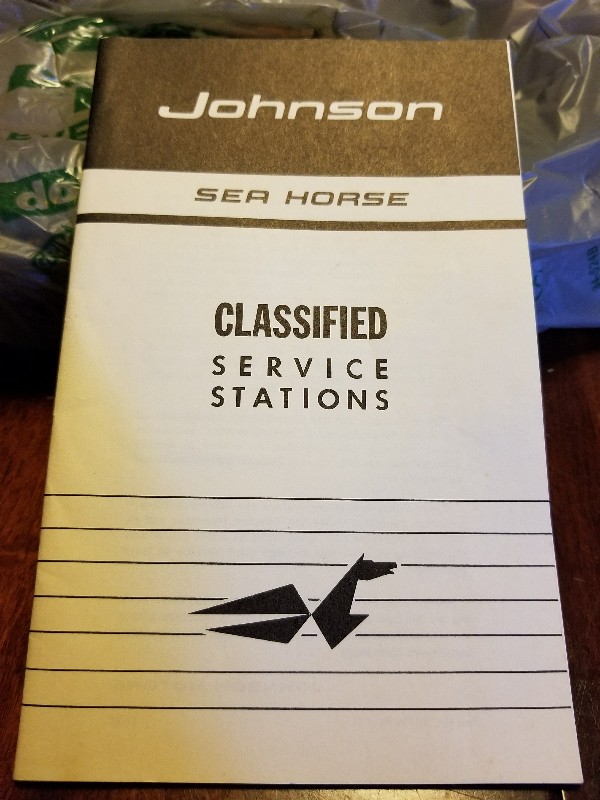 Johnson
SEA HORSE
CLASSIFIED
SERVICE
STATIONS